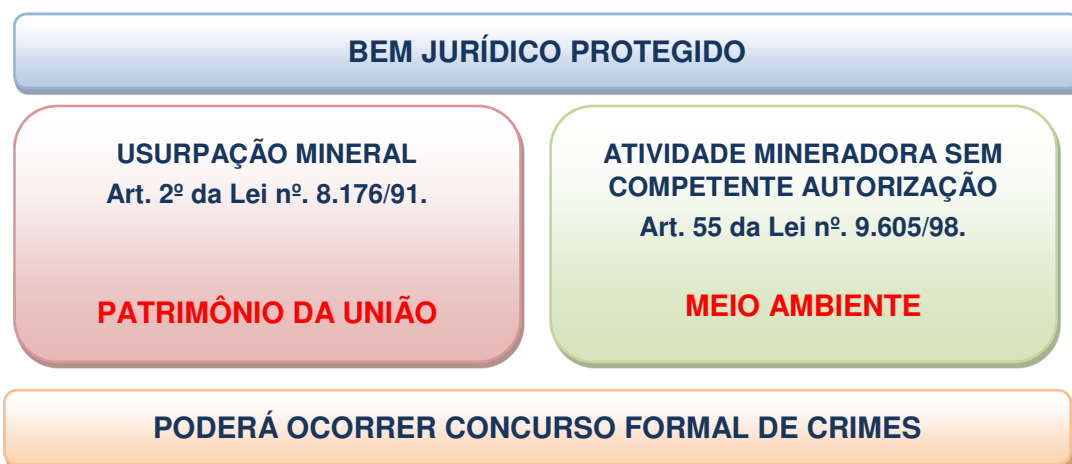 BEM JURÍDICO PROTEGIDO
USURPAÇÃO MINERAL
Art. 2º da Lei nº. 8.176/91.
PATRIMÔNIO DA UNIÃO
ATIVIDADE MINERADORA SEM
COMPETENTE AUTORIZAÇÃO
Art. 55 da Lei nº. 9.605/98.
MEIO AMBIENTE
PODERÁ OCORRER CONCURSO FORMAL DE CRIMES